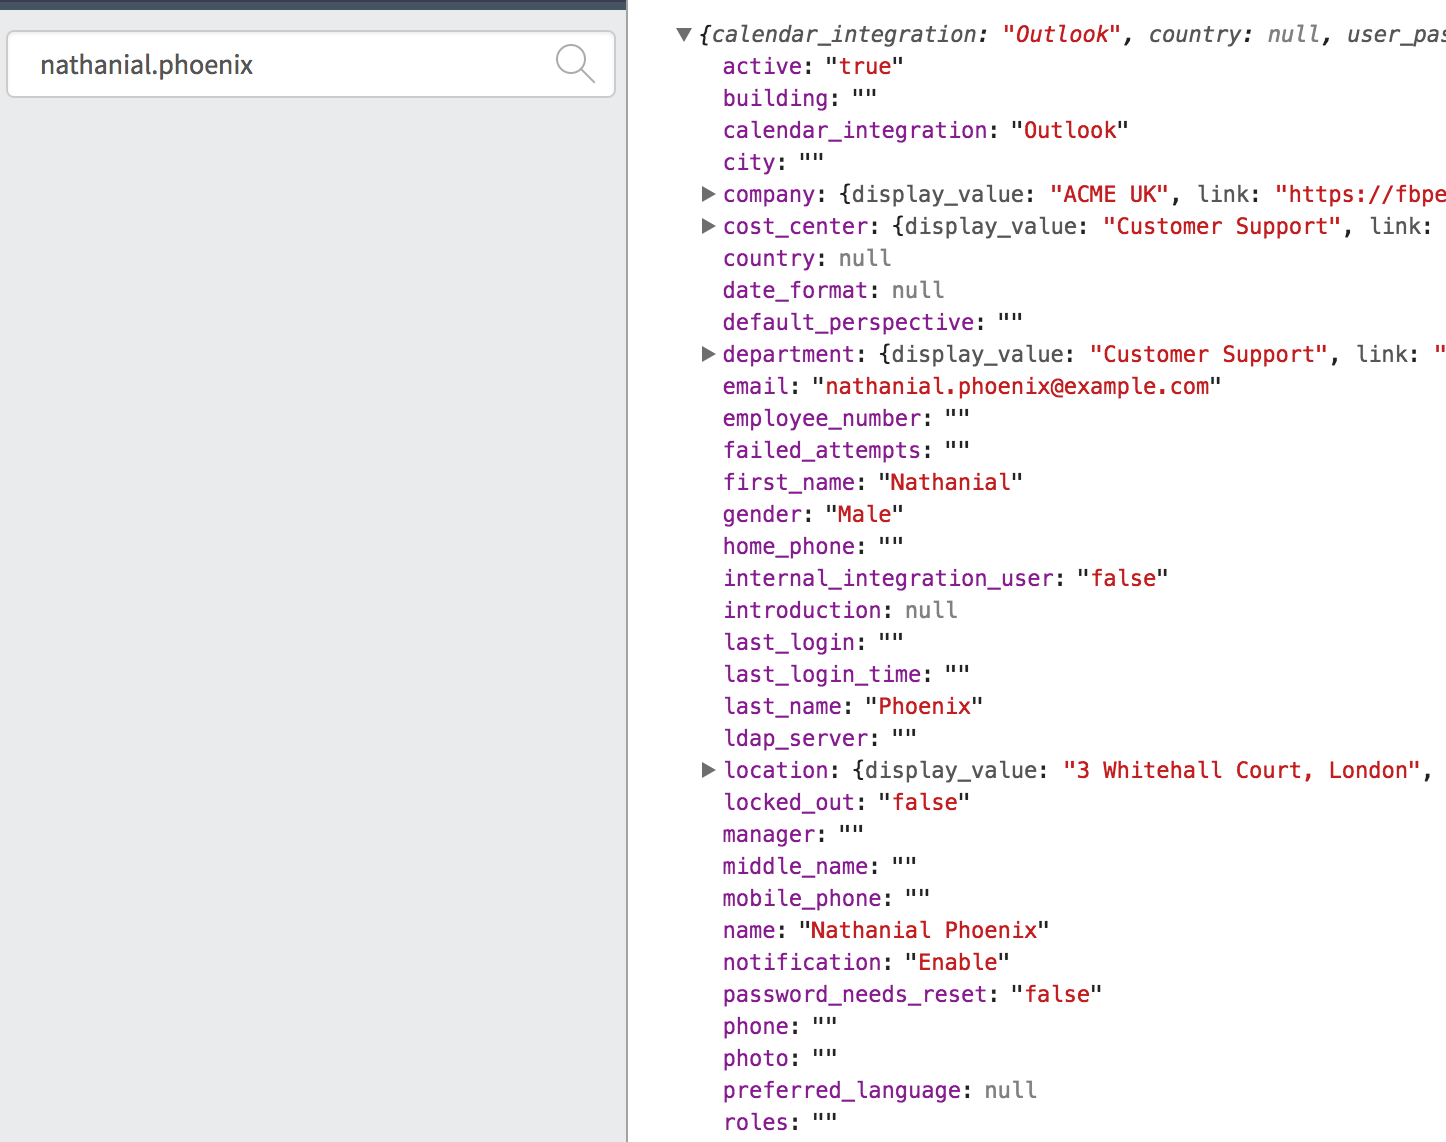 nathanial.phoenix
▼{calendar_integration: "Outlook", country: null, user_pas
active: "true"
building: ""
calendar_integration: "Outlook"
city: ""
▶company: {display_value: "ACME UK", link: "https://fbpe
▶cost_center: {display_value: "Customer Support", link:
country: null
date_format: null
default_perspective: ""
▶department: {display_value: "Customer Support", link: "
email: "nathanial.phoenix@example.com"
employee_number: ""
failed_attempts: ""
first_name: "Nathanial"
gender: "Male"
home_phone: ""
internal_integration_user: "false"
introduction: null
last_login: ""
last_login_time: ""
last_name: "Phoenix"
ldap_server: ""
▶location: {display_value: "3 Whitehall Court, London",
locked_out: "false"
manager: ""
middle_name: ""
mobile_phone: ""
name: "Nathanial Phoenix"
notification: "Enable"
password_needs_reset: "false"
phone: ""
photo: ""
preferred_language: null
roles: ""